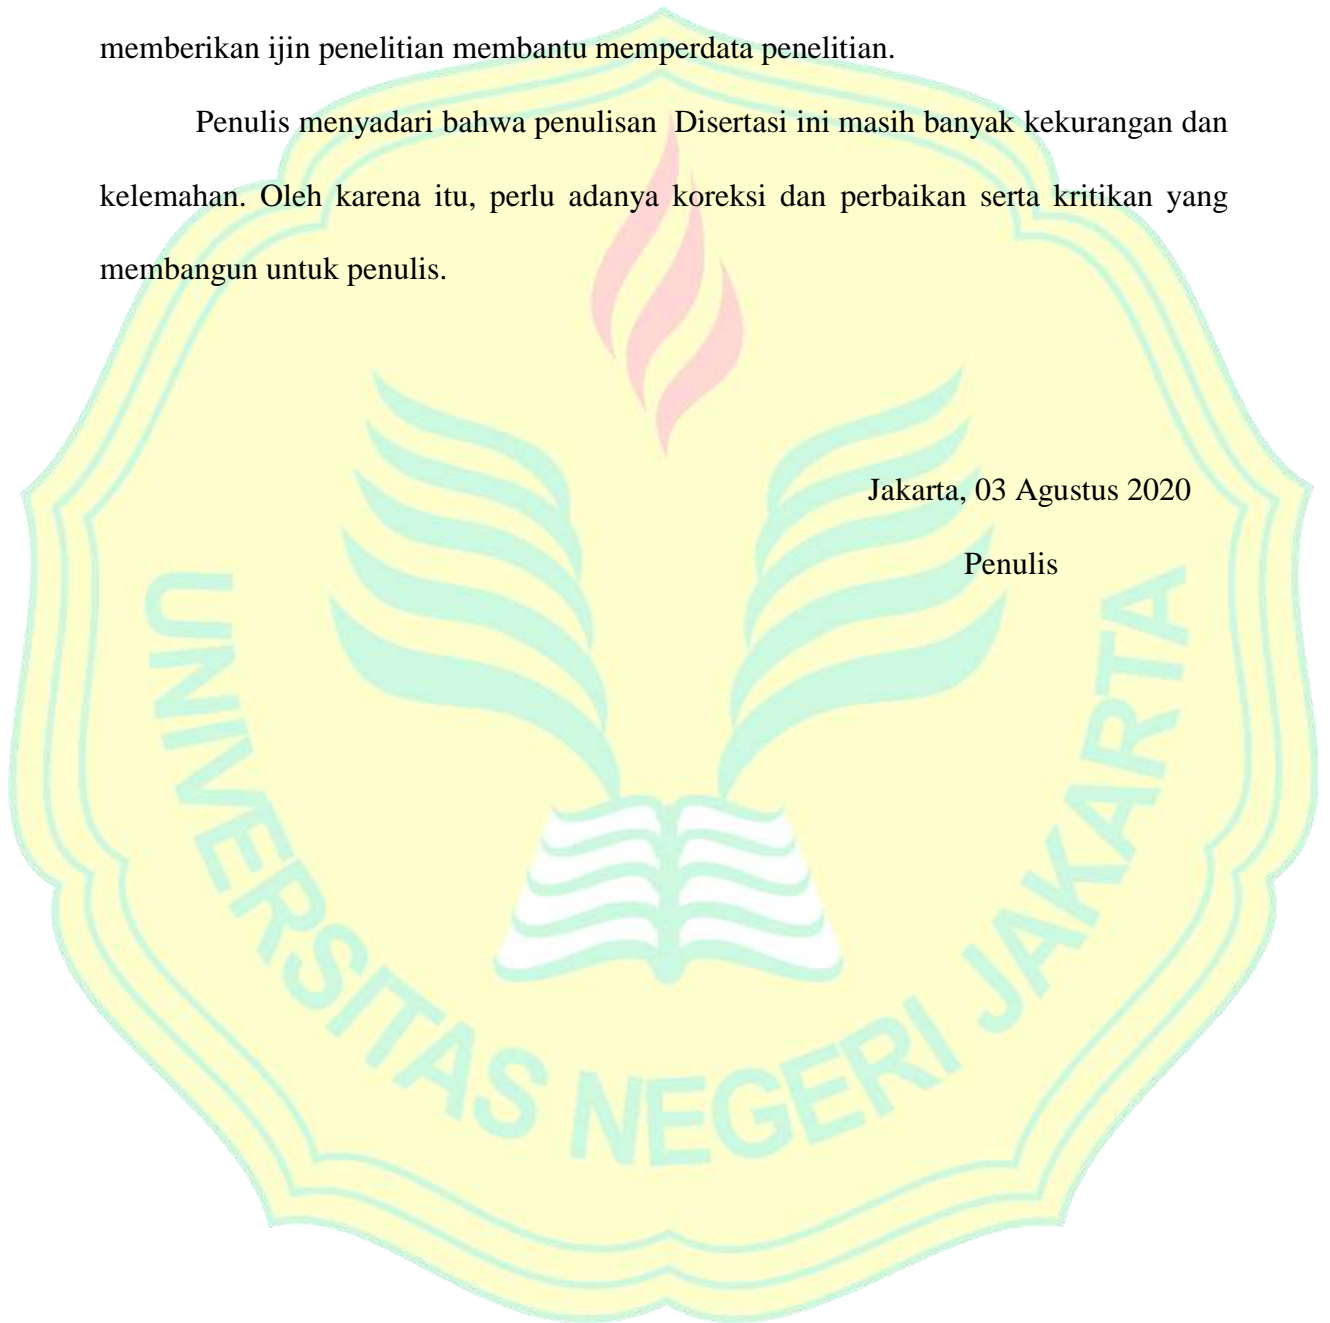 memberikan ijin penelitian membantu memperdata penelitian.
Penulis menyadari bahwa penulisan  Disertasi ini masih banyak kekurangan dan
kelemahan. Oleh karena itu, perlu adanya koreksi dan perbaikan serta kritikan yang
membangun untuk penulis.
Jakarta, 03 Agustus 2020
Penulis
UNIVERSITAS NEGERI JAKARTA